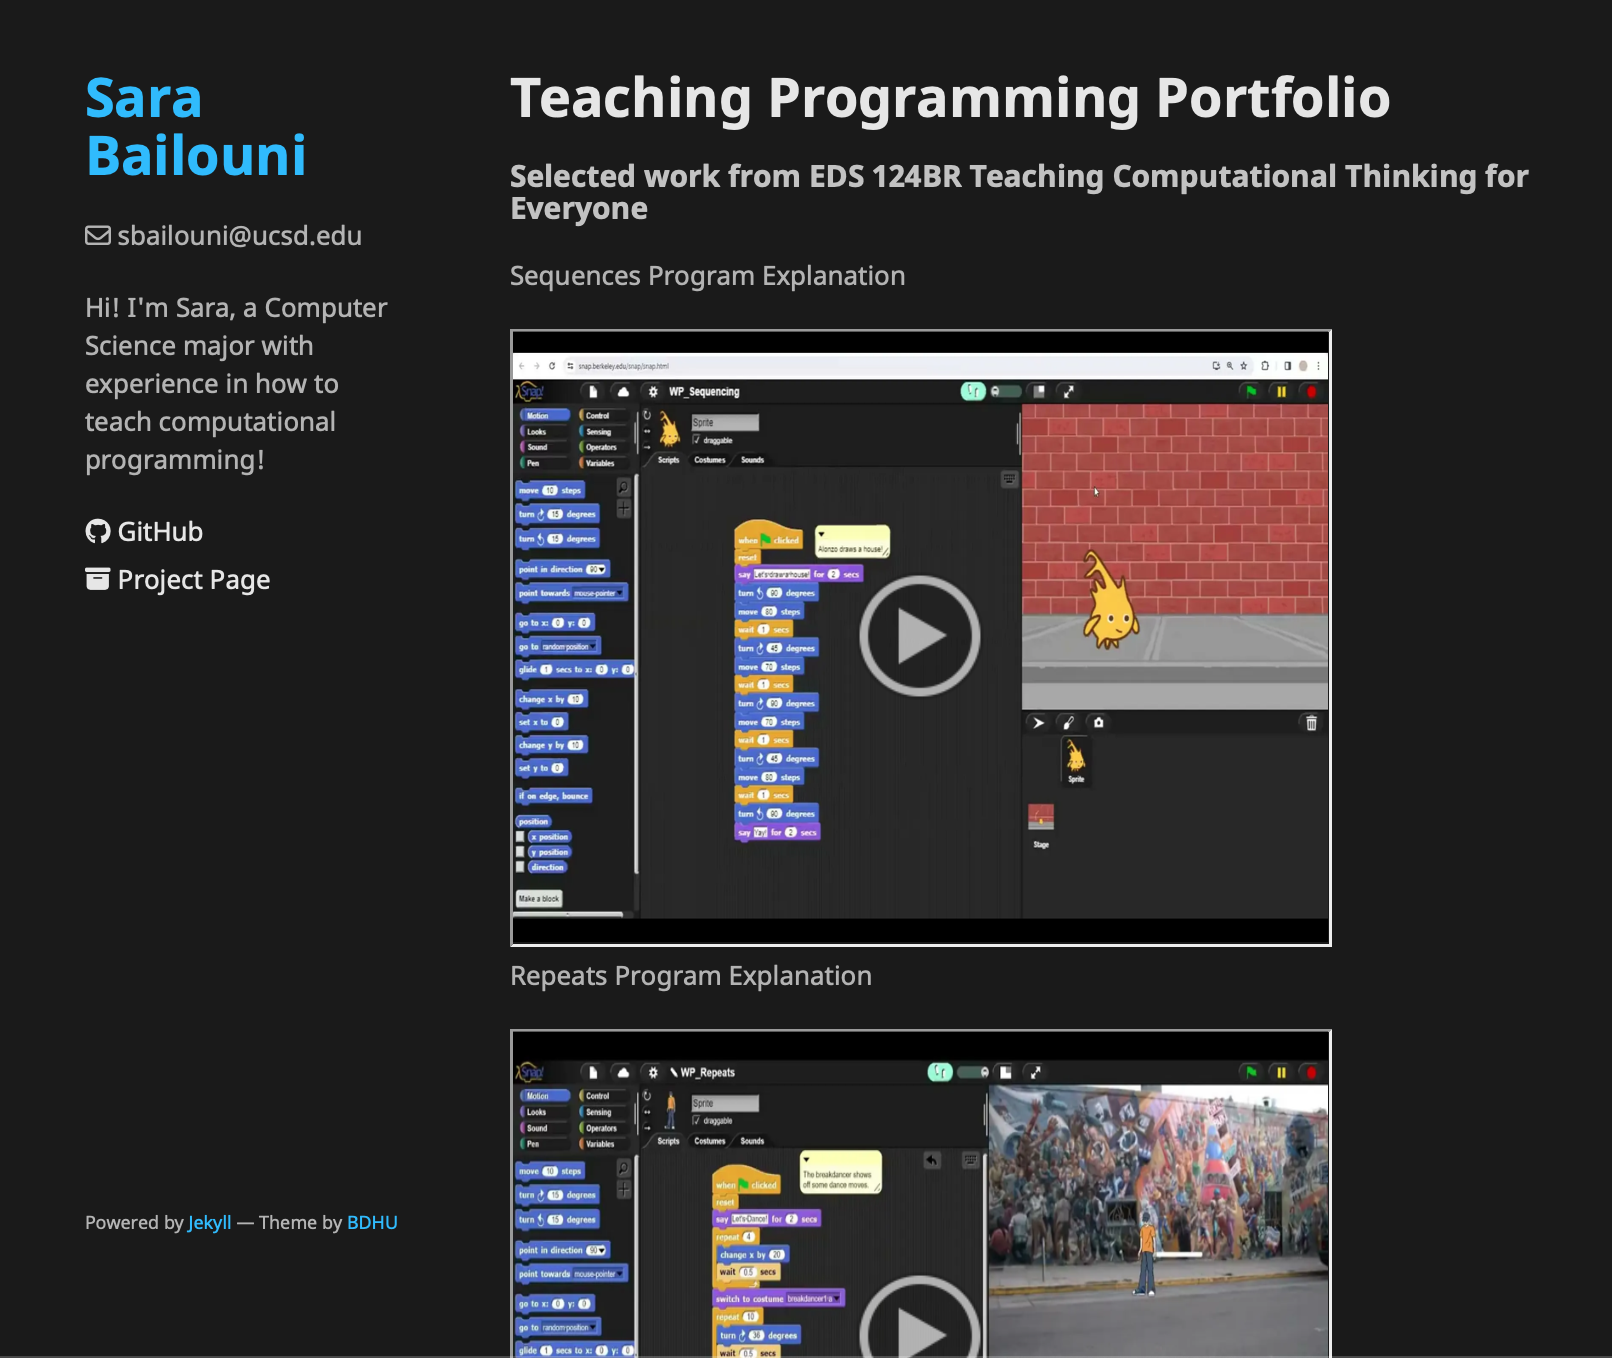 Sara
Bailouni
sbailouni@ucsd.edu
Hi! I'm Sara, a Computer
Science major with
experience in how to
teach computational
programming!
GitHub
Project Page
Powered by Jekyll — Theme by BDHU
Teaching Programming Portfolio
Selected work from EDS 124BR Teaching Computational Thinking for
Everyone
Sequences Program Explanation
snap.berkeley.edu/snap/snap.html
Snap!
WP_Sequencing
Motion Control
Looks Sensing
Sound Operators
Pen Variables
Sprite
draggable
Scripts Costumes Sounds
move 10 steps
turn 15 degrees
turn 15 degrees
point in direction 90
point towards mouse-pointer
go to x: 0 y: 0
go to random position
glide 1 secs to x: 0 y: 0
change x by 10
set x to 0
change y by 10
set y to 0
if on edge, bounce
position
x position
y position
direction
Make a block
when clicked
Alonzo draws a house!
reset
say Let's draw a house! for 2 secs
turn 90 degrees
move 80 steps
wait 1 secs
turn 45 degrees
move 70 steps
wait 1 secs
turn 90 degrees
move 70 steps
wait 1 secs
turn 45 degrees
move 80 steps
wait 1 secs
turn 90 degrees
say Yay! for 2 secs
Sprite
Stage
Repeats Program Explanation
Snap!
WP_Repeats
Motion Control
Looks Sensing
Sound Operators
Pen Variables
Sprite
draggable
Scripts Costumes Sounds
move 10 steps
turn 15 degrees
turn 15 degrees
point in direction 90
point towards mouse-pointer
go to x: 0 y: 0
go to random position
glide 1 secs to x: 0 y: 0
The breakdancer shows
off some dance moves.
when clicked
reset
say Let's Dance! for 2 secs
repeat 4
change x by 20
wait 0.5 secs
switch to costume breakdancer1-a
repeat 10
turn 36 degrees
wait 0.5 secs